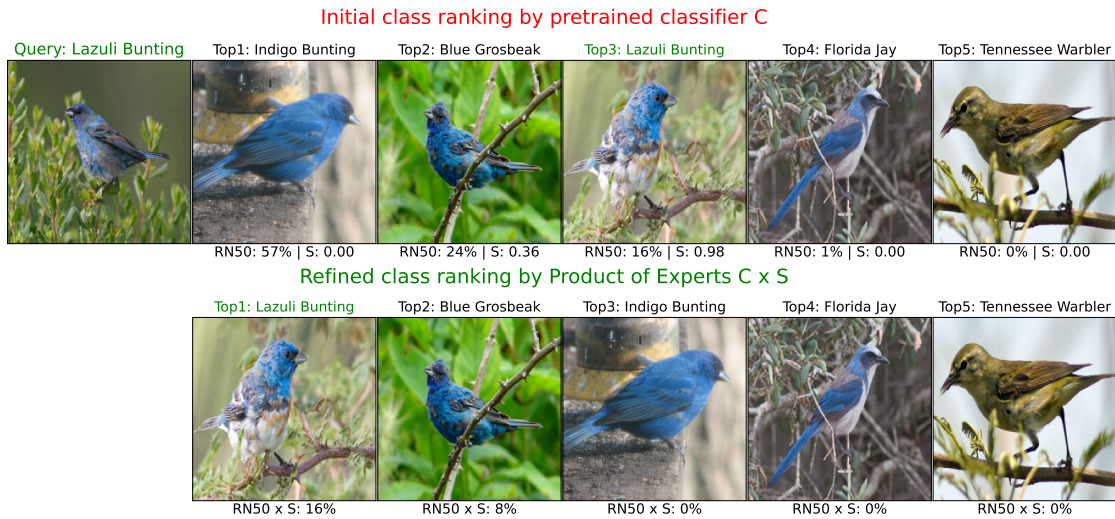 Initial class ranking by pretrained classifier C
Query: Lazuli Bunting
Top1: Indigo Bunting
Top2: Blue Grosbeak
Top3: Lazuli Bunting
Top4: Florida Jay
Top5: Tennessee Warbler
RN50: 57% | S: 0.00
RN50: 24% | S: 0.36
RN50: 16% | S: 0.98
RN50: 1% | S: 0.00
RN50: 0% | S: 0.00
Refined class ranking by Product of Experts C x S
Top1: Lazuli Bunting
Top2: Blue Grosbeak
Top3: Indigo Bunting
Top4: Florida Jay
Top5: Tennessee Warbler
RN50 x S: 16%
RN50 x S: 8%
RN50 x S: 0%
RN50 x S: 0%
RN50 x S: 0%